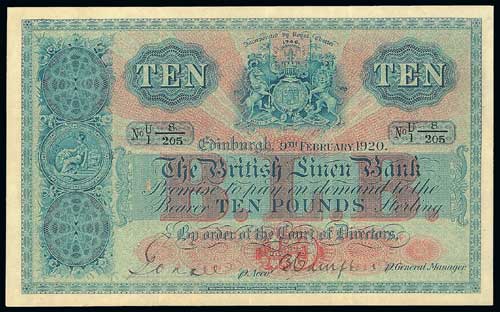 Incorporated by Royal Charter
1746
TEN TEN
No U/1 8/205 No U/1 8/205
Edinburgh, 9TH FEBRUARY, 1920.
The British Linen Bank
Promise to pay on demand to the
Bearer TEN POUNDS Sterling
By order of the Court of Directors,
p. Acct. p. General Manager.